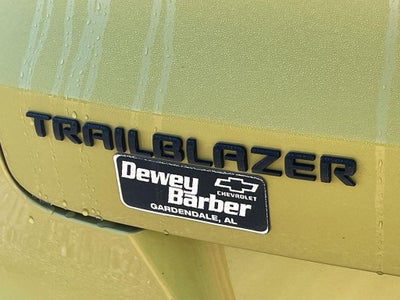 TRAILBLAZER
Dewey
Barber
CHEVROLET
GARDENDALE, AL